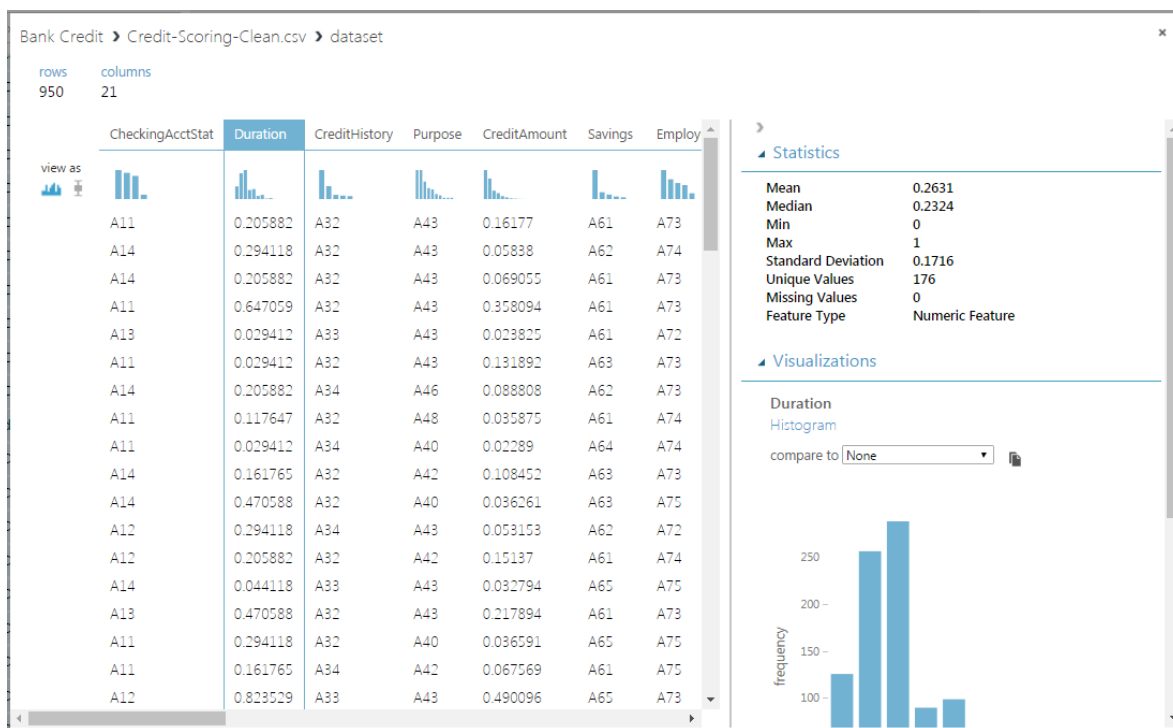 Bank Credit > Credit-Scoring-Clean.csv > dataset
rows columns
950 21
CheckingAcctStat Duration CreditHistory Purpose CreditAmount Savings Employ
view as
A11 0.205882 A32 A43 0.16177 A61 A73
A14 0.294118 A32 A43 0.05838 A62 A74
A14 0.205882 A32 A43 0.069055 A61 A73
A11 0.647059 A32 A43 0.358094 A61 A73
A13 0.029412 A33 A43 0.023825 A61 A72
A11 0.029412 A32 A43 0.131892 A63 A73
A14 0.205882 A34 A46 0.088808 A62 A73
A11 0.117647 A32 A48 0.035875 A61 A74
A11 0.029412 A34 A40 0.02289 A64 A74
A14 0.161765 A32 A42 0.108452 A63 A73
A14 0.470588 A32 A40 0.036261 A63 A75
A12 0.294118 A34 A43 0.053153 A62 A72
A12 0.205882 A32 A42 0.15137 A61 A74
A14 0.044118 A33 A43 0.032794 A65 A75
A13 0.470588 A32 A43 0.217894 A61 A73
A11 0.294118 A32 A40 0.036591 A65 A75
A11 0.161765 A34 A42 0.067569 A61 A75
A12 0.823529 A33 A43 0.490096 A65 A73
Statistics
Mean 0.2631
Median 0.2324
Min 0
Max 1
Standard Deviation 0.1716
Unique Values 176
Missing Values 0
Feature Type Numeric Feature
Visualizations
Duration
Histogram
compare to None
250
200
150
100
frequency